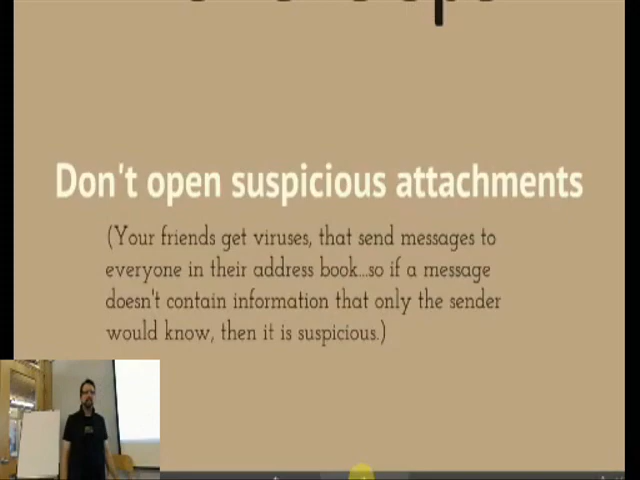 Don't open suspicious attachments
(Your friends get viruses, that send messages to
everyone in their address book...so if a message
doesn't contain information that only the sender
would know, then it is suspicious.)